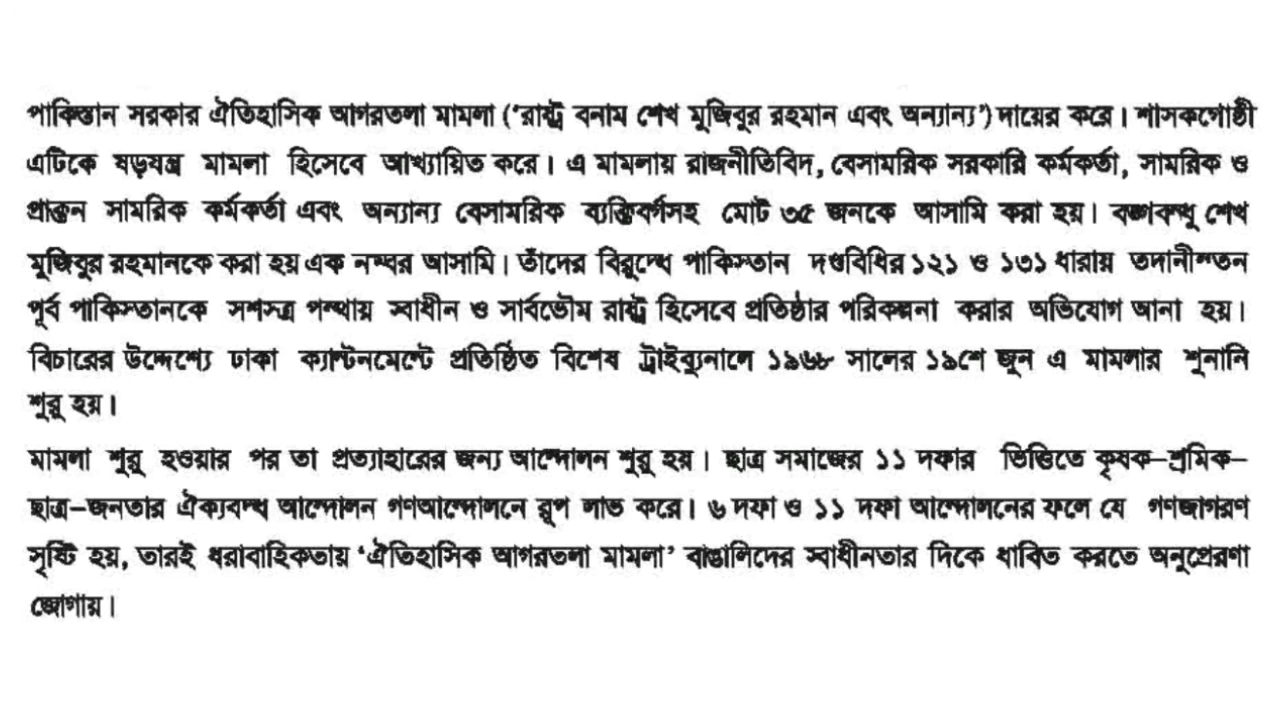 পাকিস্তান সরকার ঐতিহাসিক আগরতলা মামলা (‘রাষ্ট্র বনাম শেখ মুজিবুর রহমান এবং অন্যান্য’) দায়ের করে। শাসকগোষ্ঠী
এটিকে ষড়যন্ত্র মামলা হিসেবে আখ্যায়িত করে। এ মামলায় রাজনীতিবিদ, বেসামরিক সরকারি কর্মকর্তা, সামরিক ও
প্রাক্তন সামরিক কর্মকর্তা এবং অন্যান্য বেসামরিক ব্যক্তিবর্গসহ মোট ৩৫ জনকে আসামি করা হয়। বঙ্গবন্ধু শেখ
মুজিবুর রহমানকে করা হয় এক নম্বর আসামি। তাঁদের বিরুদ্ধে পাকিস্তান দণ্ডবিধির ১২১ ও ১৩১ ধারায় তদানীন্তন
পূর্ব পাকিস্তানকে সশস্ত্র পন্থায় স্বাধীন ও সার্বভৌম রাষ্ট্র হিসেবে প্রতিষ্ঠার পরিকল্পনা করার অভিযোগ আনা হয়।
বিচারের উদ্দেশ্যে ঢাকা ক্যান্টনমেন্টে প্রতিষ্ঠিত বিশেষ ট্রাইব্যুনালে ১৯৬৮ সালের ১৯শে জুন এ মামলার শুনানি
শুরু হয়।
মামলা শুরু হওয়ার পর তা প্রত্যাহারের জন্য আন্দোলন শুরু হয়। ছাত্র সমাজের ১১ দফার ভিত্তিতে কৃষক–শ্রমিক–
ছাত্র–জনতার ঐক্যবদ্ধ আন্দোলন গণআন্দোলনে রূপ লাভ করে। ৬ দফা ও ১১ দফা আন্দোলনের ফলে যে গণজাগরণ
সৃষ্টি হয়, তারই ধরাবাহিকতায় ‘ঐতিহাসিক আগরতলা মামলা’ বাঙালিদের স্বাধীনতার দিকে ধাবিত করতে অনুপ্রেরণা
জোগায়।